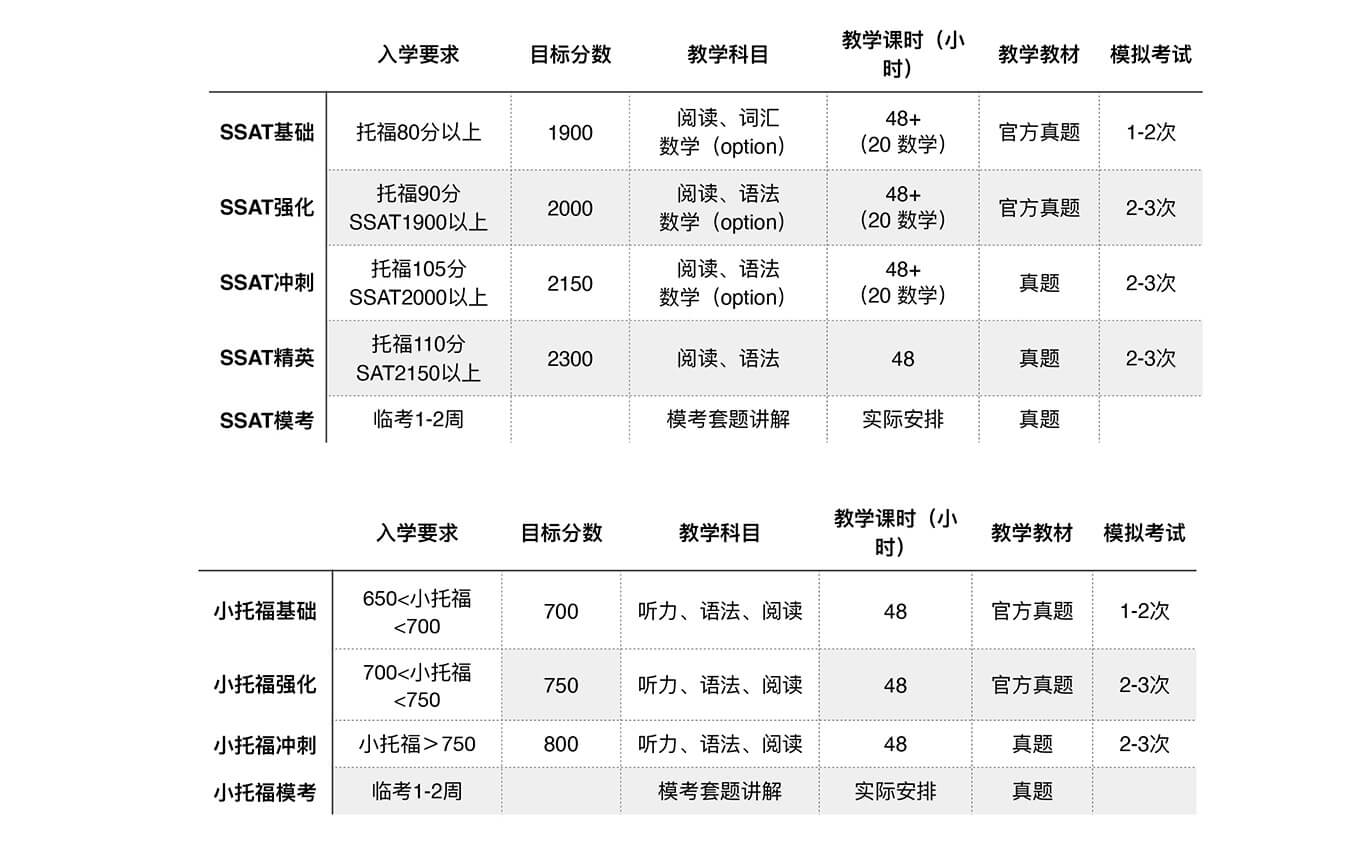 入学要求 目标分数 教学科目 教学课时（小时） 教学教材 模拟考试
SSAT基础 托福80分以上 1900 阅读、词汇 数学（option） 48+ （20 数学） 官方真题 1-2次
SSAT强化 托福90分 SSAT1900以上 2000 阅读、语法 数学（option） 48+ （20 数学） 官方真题 2-3次
SSAT冲刺 托福105分 SSAT2000以上 2150 阅读、语法 数学（option） 48+ （20 数学） 真题 2-3次
SSAT精英 托福110分 SAT2150以上 2300 阅读、语法 48 真题 2-3次
SSAT模考 临考1-2周 模考套题讲解 实际安排 真题
入学要求 目标分数 教学科目 教学课时（小时） 教学教材 模拟考试
小托福基础 650<小托福<700 700 听力、语法、阅读 48 官方真题 1-2次
小托福强化 700<小托福<750 750 听力、语法、阅读 48 官方真题 2-3次
小托福冲刺 小托福＞750 800 听力、语法、阅读 48 真题 2-3次
小托福模考 临考1-2周 模考套题讲解 实际安排 真题